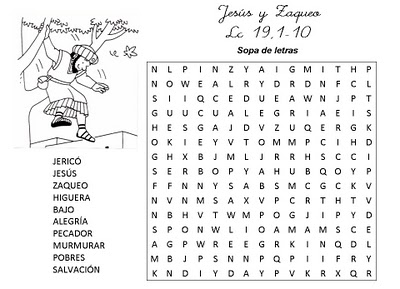 Jesús y Zaqueo
Lc 19,1-10
Sopa de letras
N L P I N Z Y A I G M I T H P
N O W E A L R Y D R D N F C L
S I I Q C E D U E A W N J P T
G U U C U A L E G R I A E I S
H E S G A J D V Z U Q E R G K
O K I E Y V T O M M P C I H D
G H X B J M L J R R H S C C I
S E R B O P Y A H U B Q O Y P
F F N N Y S A B S M G C K V
N V N M S A X V P C R T H T V
N B H V T W M P O G J I P Y D
S P O N W L I O A M A M S C E
A G P W R E E G R K I N Q D L
M B J P S N N P Q P I I F R Y
K N D I Y D A Y P V K R X Q R
JERICÓ
JESÚS
ZAQUEO
HIGUERA
BAJO
ALEGRÍA
PECADOR
MURMURAR
POBRES
SALVACIÓN